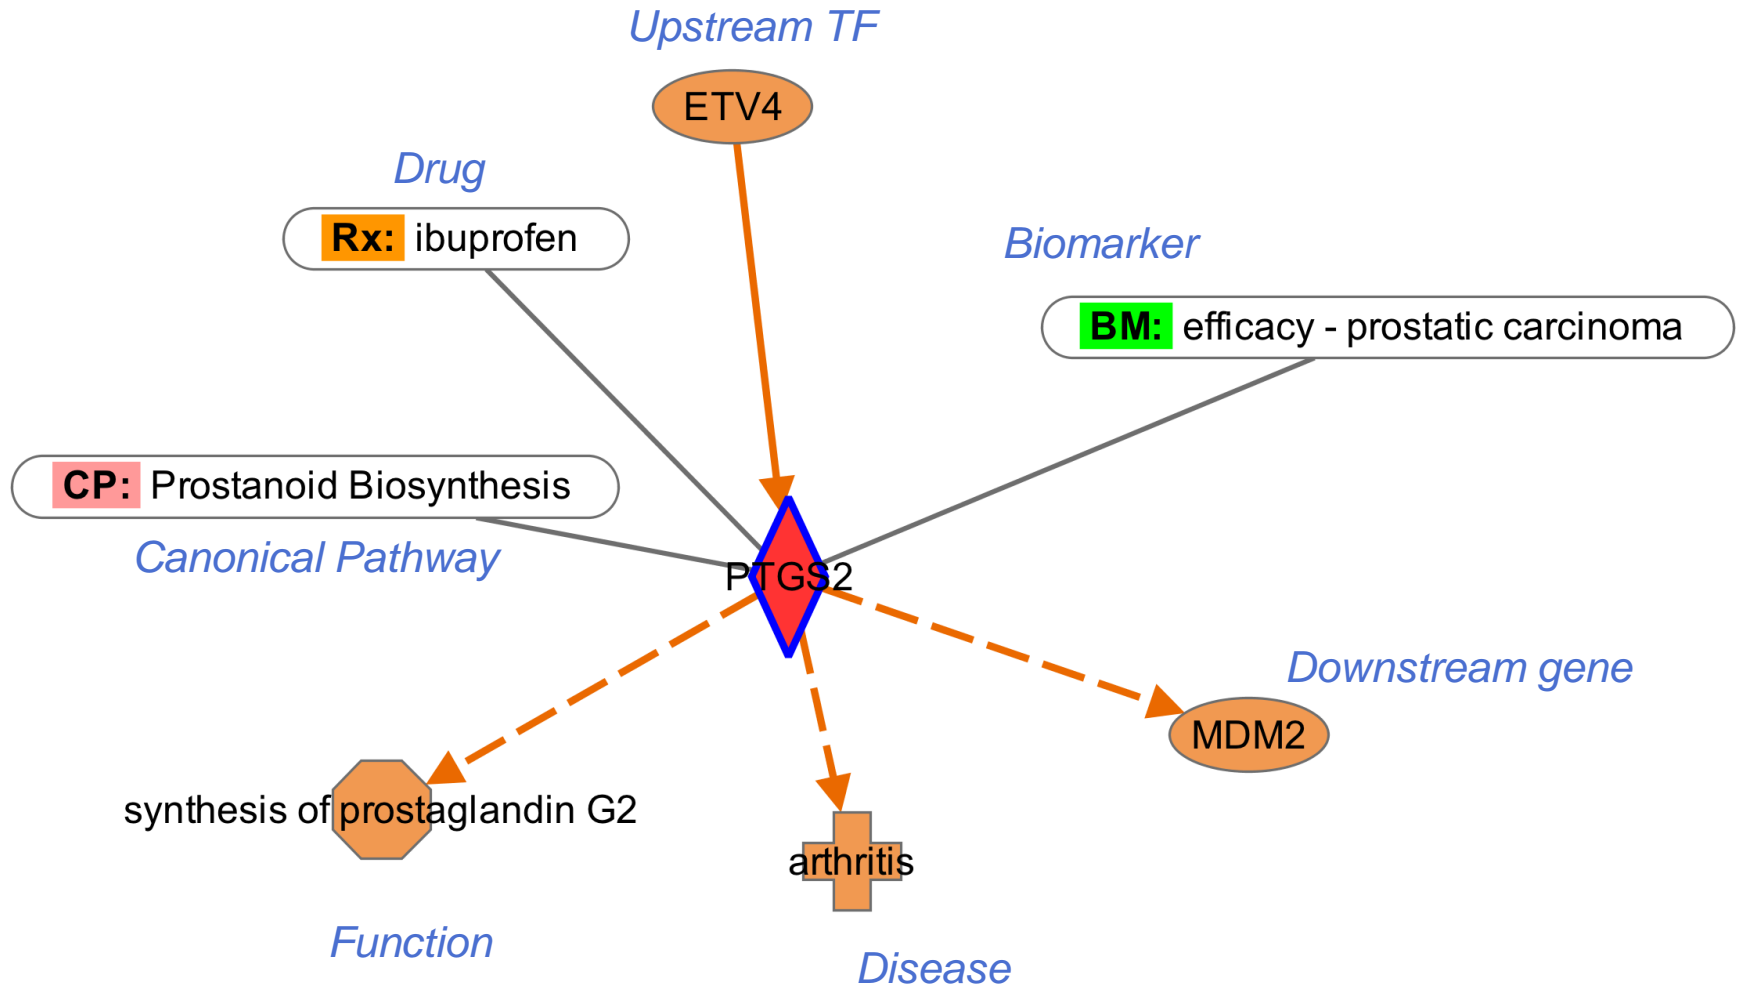 Upstream TF
ETV4
Drug
Rx: ibuprofen
Biomarker
BM: efficacy - prostatic carcinoma
CP: Prostanoid Biosynthesis
Canonical Pathway
PTGS2
Downstream gene
MDM2
synthesis of prostaglandin G2
arthritis
Function
Disease